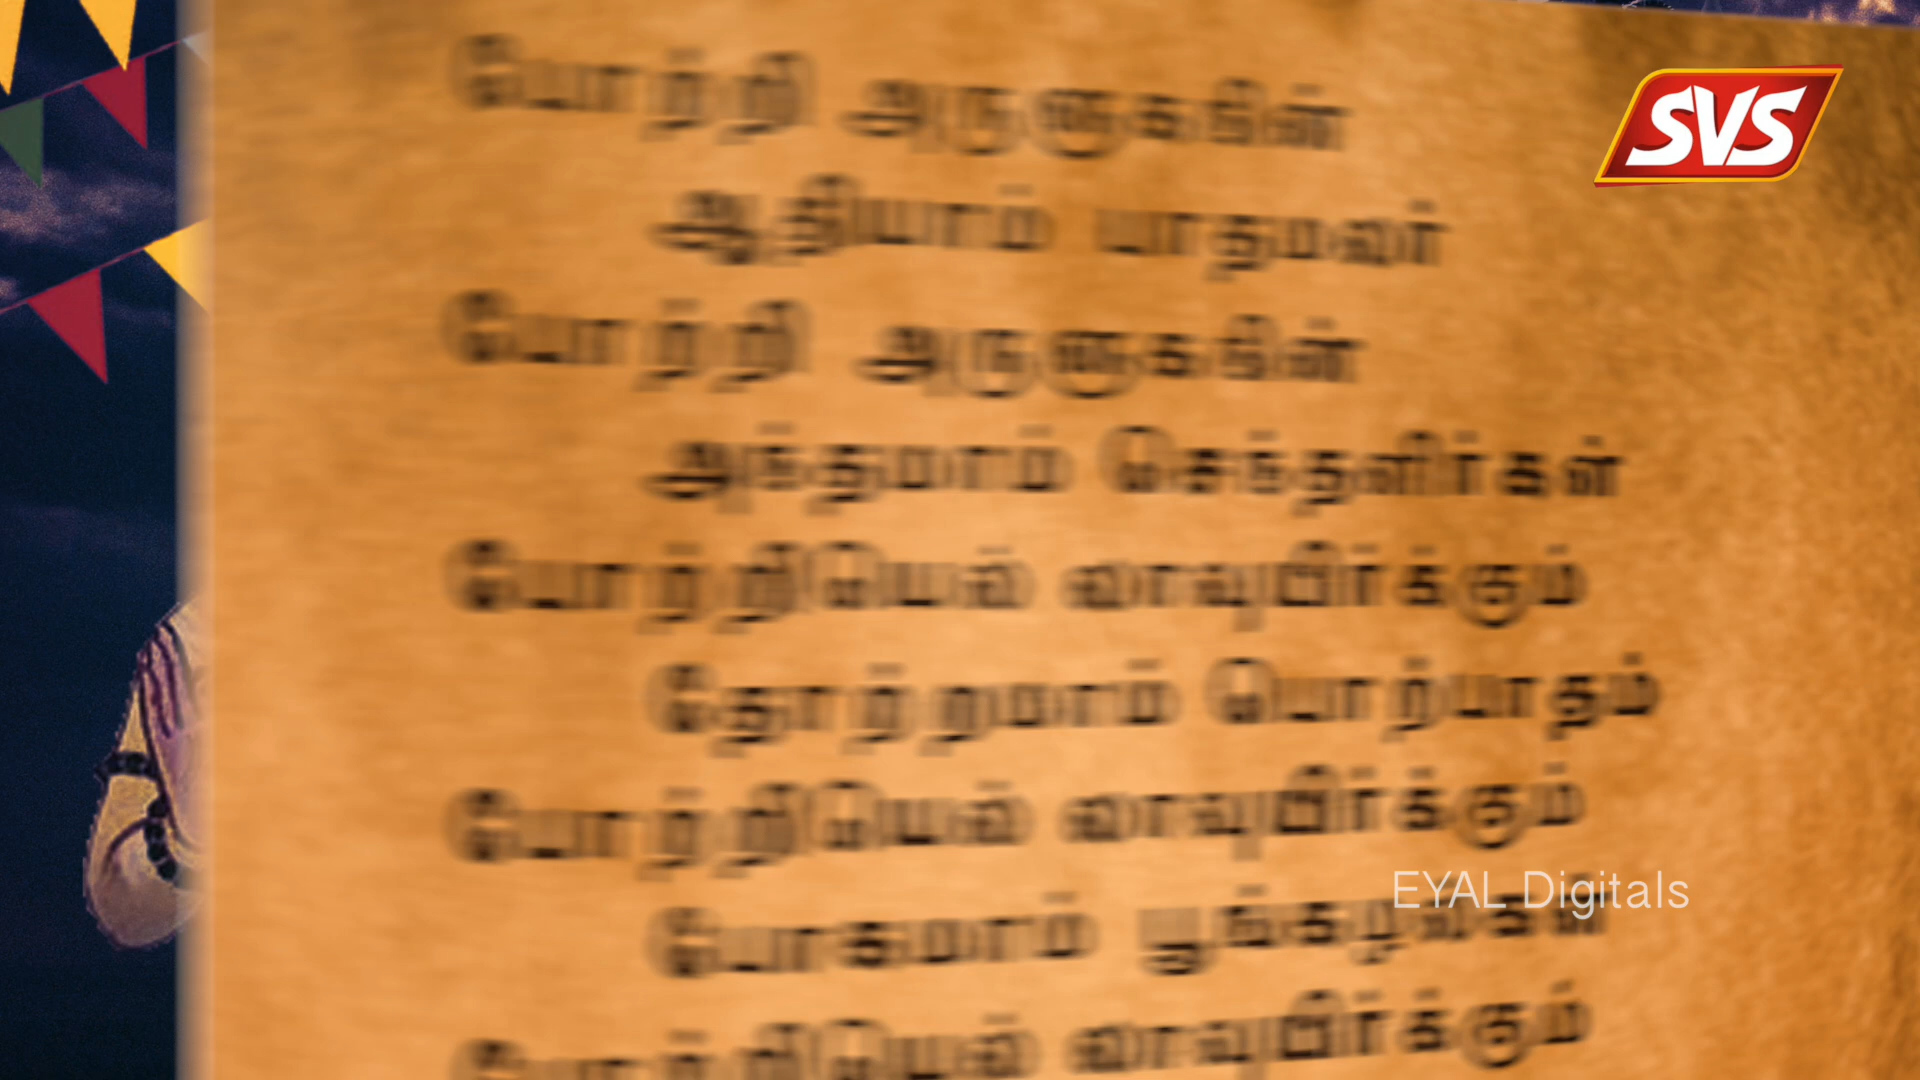 போற்றி அருளுகநின்
SVS
ஆதியாம் பாதமலர்
போற்றி அருளுகநின்
அந்தமாம் செந்தளிர்கள்
போற்றியெல் லாவுயிர்க்கும்
தோற்றமாம் பொற்பாதம்
போற்றியெல் லாவுயிர்க்கும்
EYAL Digitals
போகமாம் பூங்கழல்கள்
போற்றியெல் லாவுயிர்க்கும்